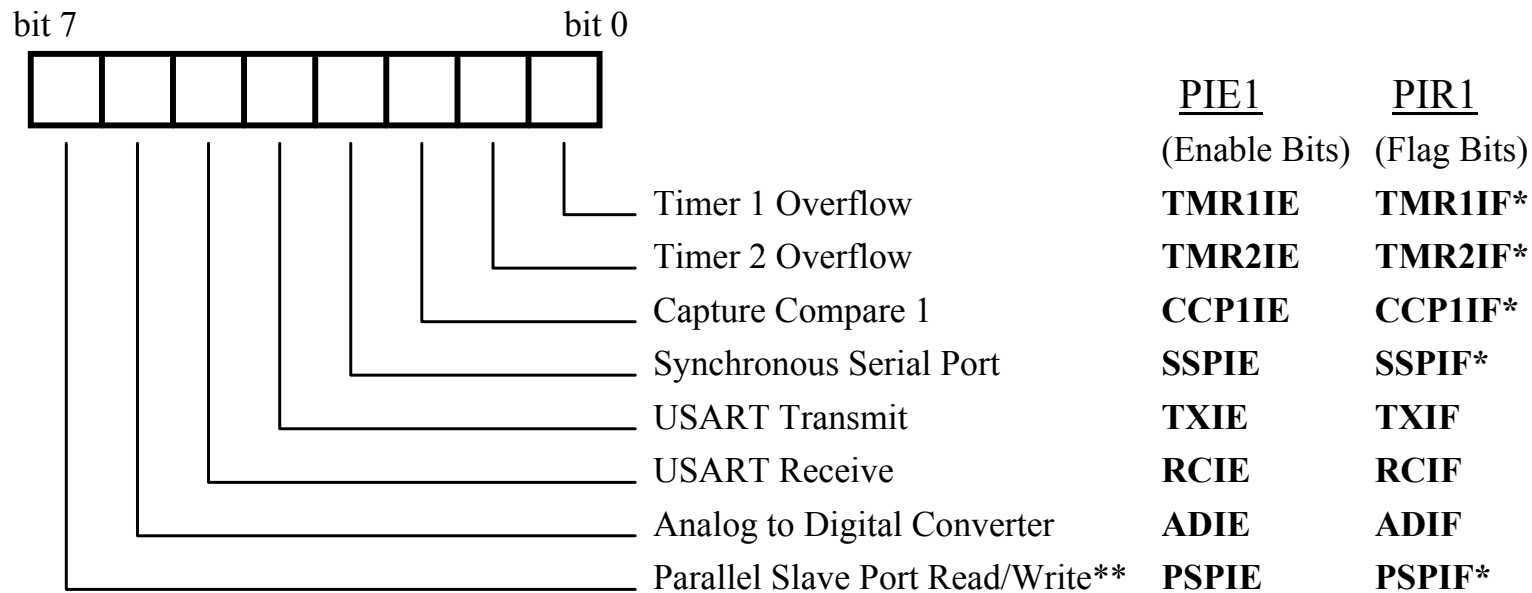 bit 7 bit 0
PIE1 PIR1
(Enable Bits) (Flag Bits)
Timer 1 Overflow TMR1IE TMR1IF*
Timer 2 Overflow TMR2IE TMR2IF*
Capture Compare 1 CCP1IE CCP1IF*
Synchronous Serial Port SSPIE SSPIF*
USART Transmit TXIE TXIF
USART Receive RCIE RCIF
Analog to Digital Converter ADIE ADIF
Parallel Slave Port Read/Write** PSPIE PSPIF*